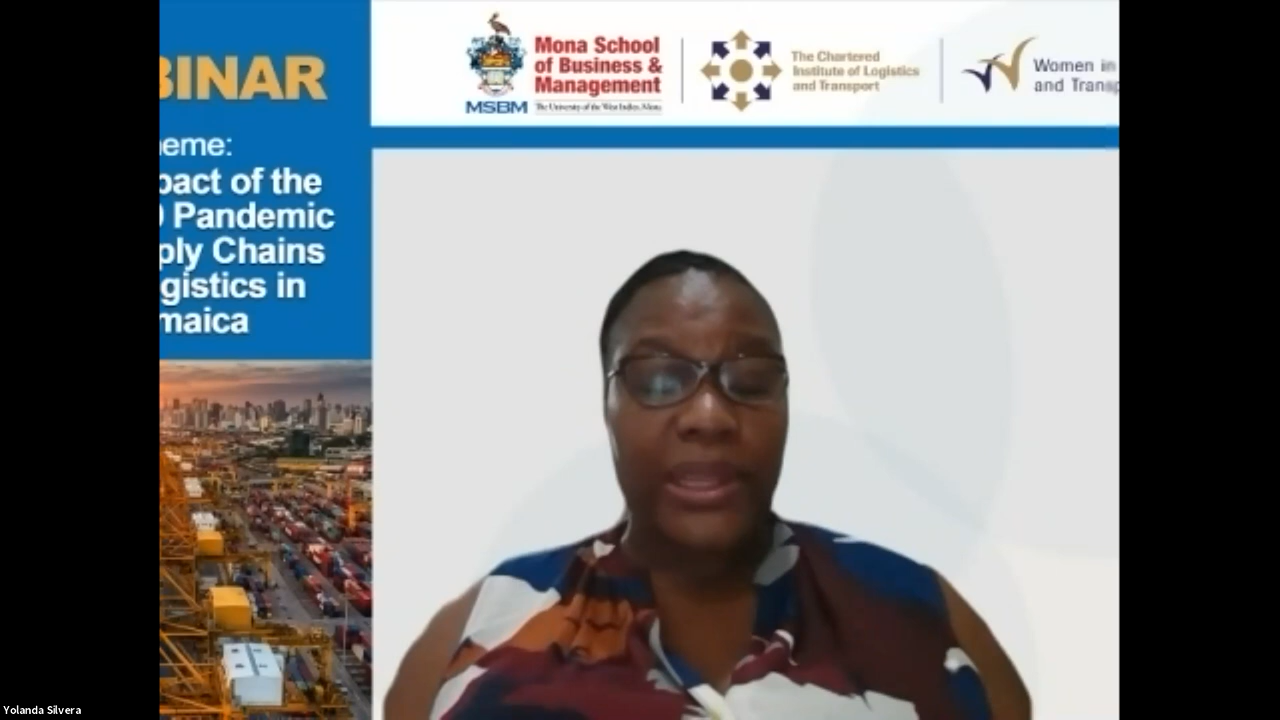 BINAR
eme:
pact of the
Pandemic
ply Chains
gistics in
maica
MSBM
Mona School
of Business &
Management
The University of the West Indies, Mona
The Chartered
Institute of Logistics
and Transport
Women in
and Transp
Yolanda Silvera